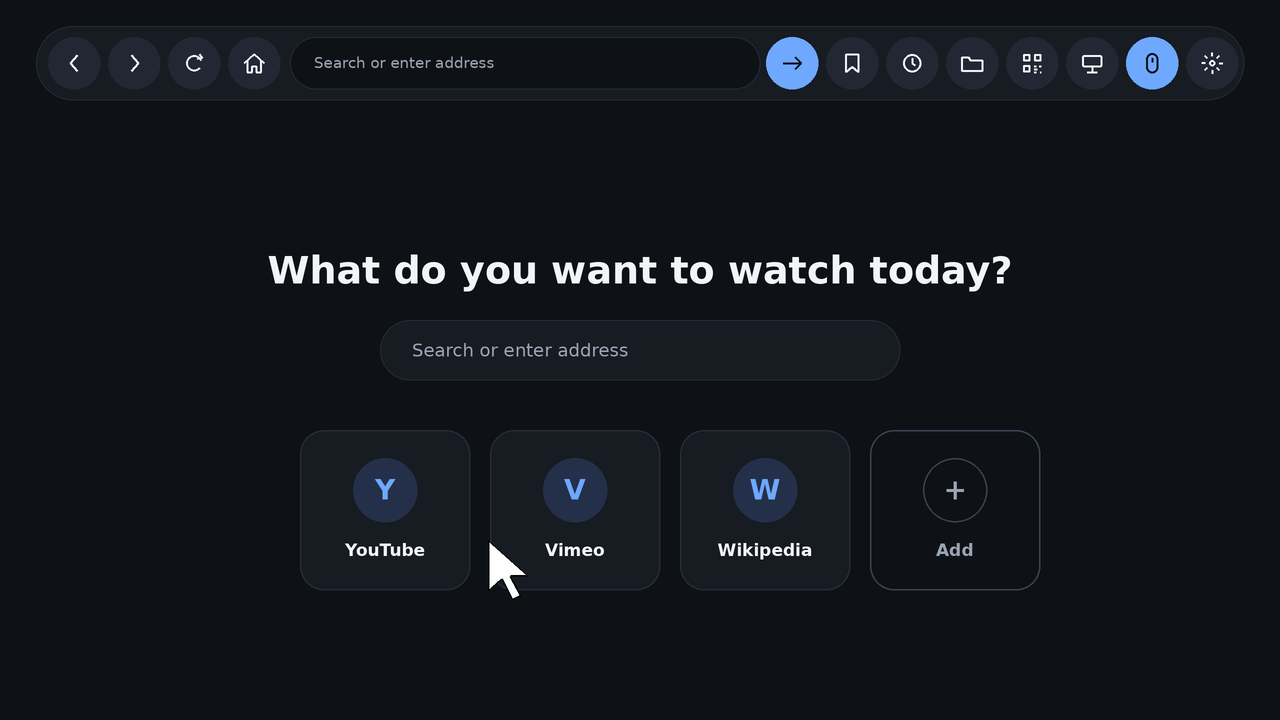 Search or enter address
What do you want to watch today?
Search or enter address
Y
V
W
+
YouTube
Vimeo
Wikipedia
Add